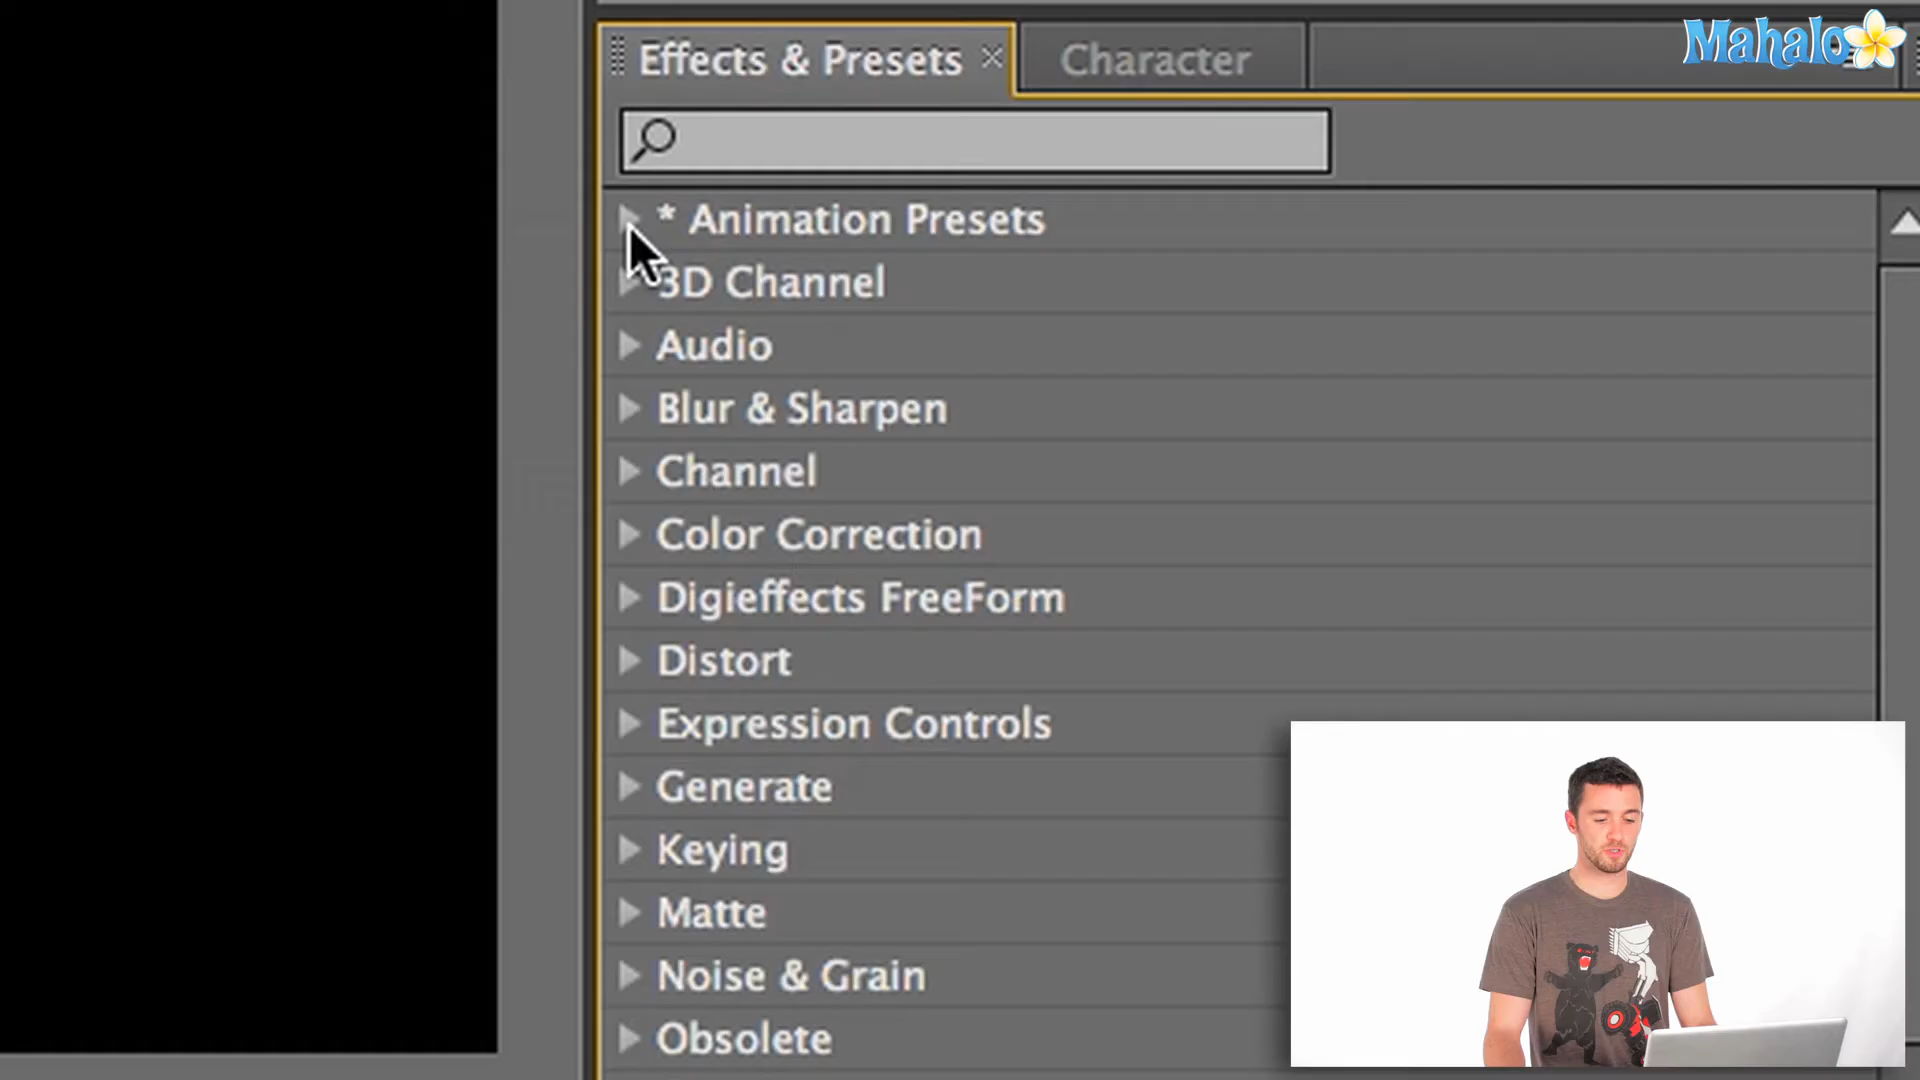 Effects & Presets
Character
Mahalo
* Animation Presets
3D Channel
Audio
Blur & Sharpen
Channel
Color Correction
Digieffects FreeForm
Distort
Expression Controls
Generate
Keying
Matte
Noise & Grain
Obsolete